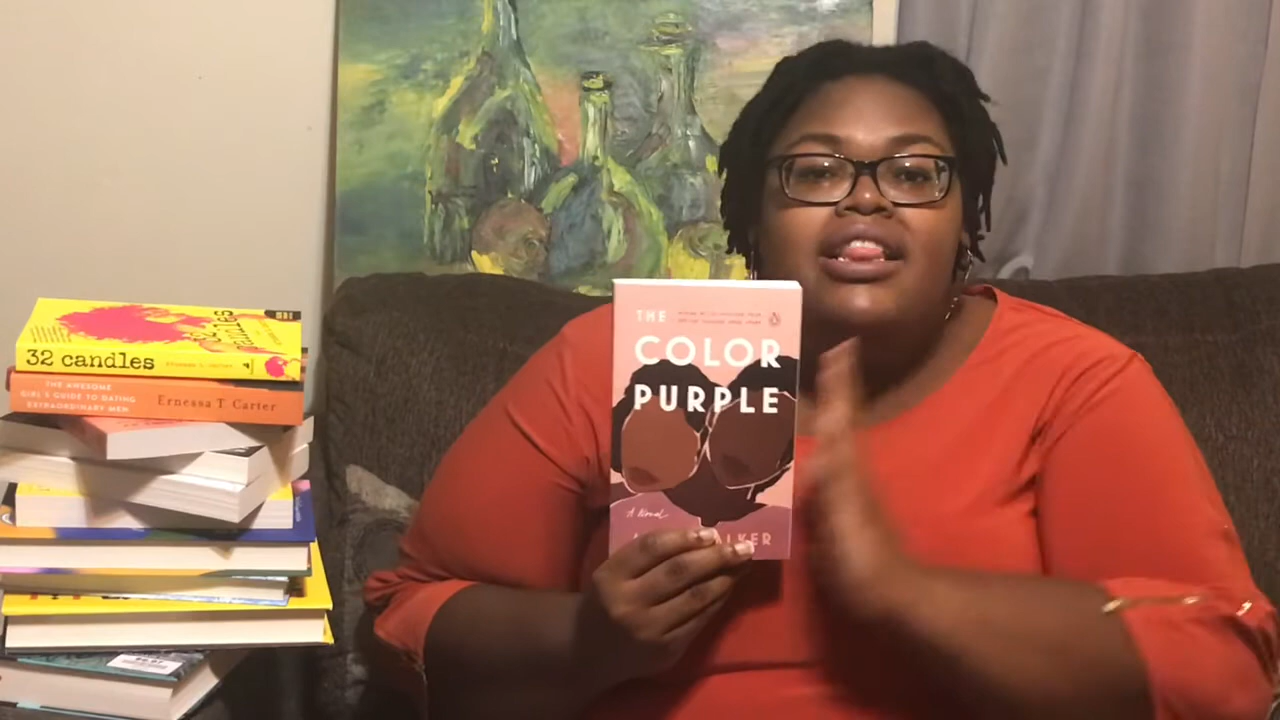 32 candles
THE AWESOME
GIRL'S GUIDE TO DATING
EXTRAORDINARY MEN
Ernessa T. Carter
THE
COLOR
PURPLE
A Novel